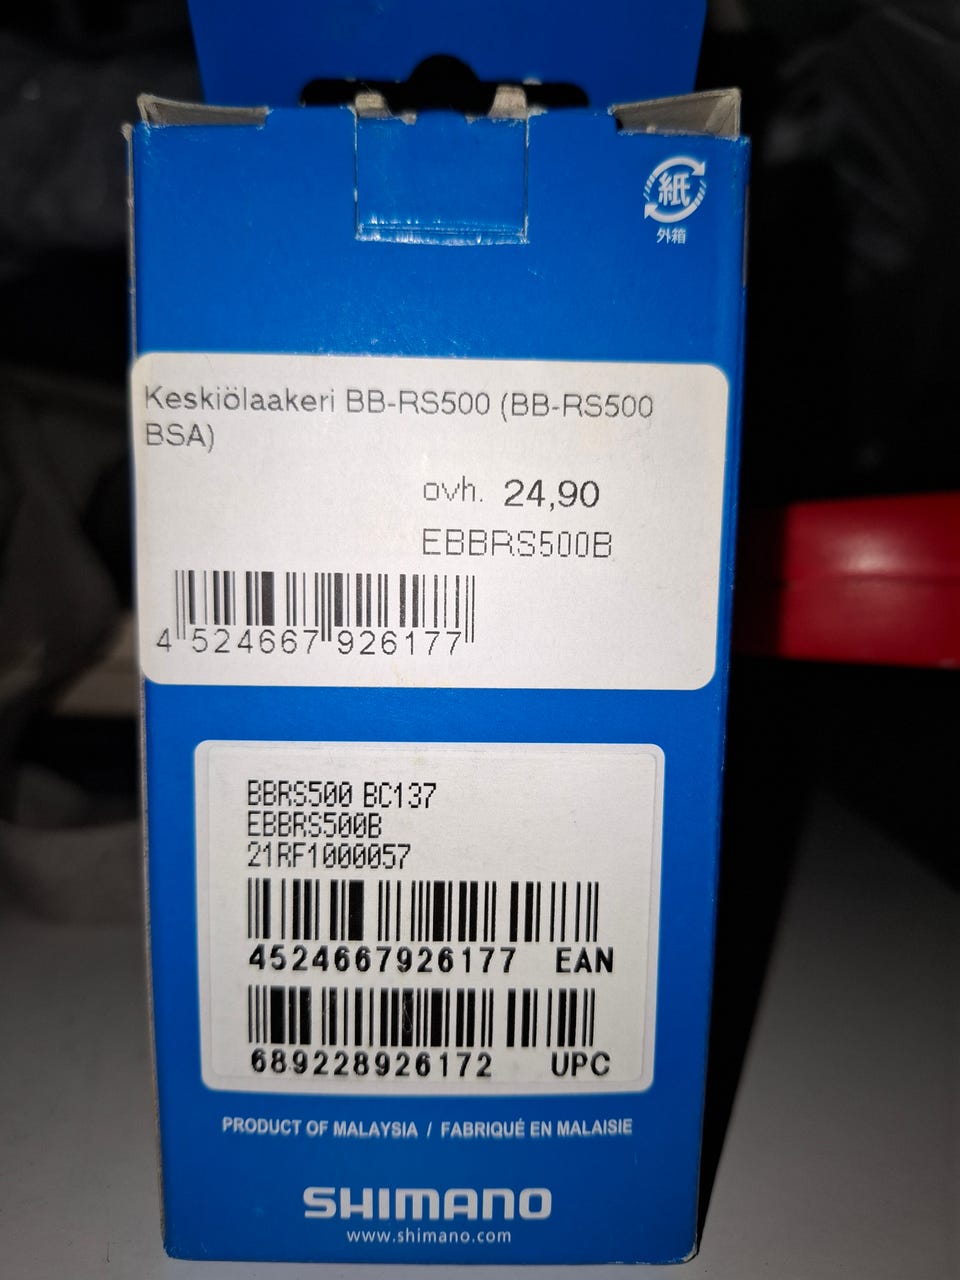 紙
外箱
Keskiölaakeri BB-RS500 (BB-RS500
BSA)
ovh. 24,90
EBBRS500B
4 524667 926177
BBRS500 BC137
EBBRS500B
21RF1000057
4524667926177 EAN
689228926172 UPC
PRODUCT OF MALAYSIA / FABRIQUÉ EN MALAISIE
SHIMANO
www.shimano.com